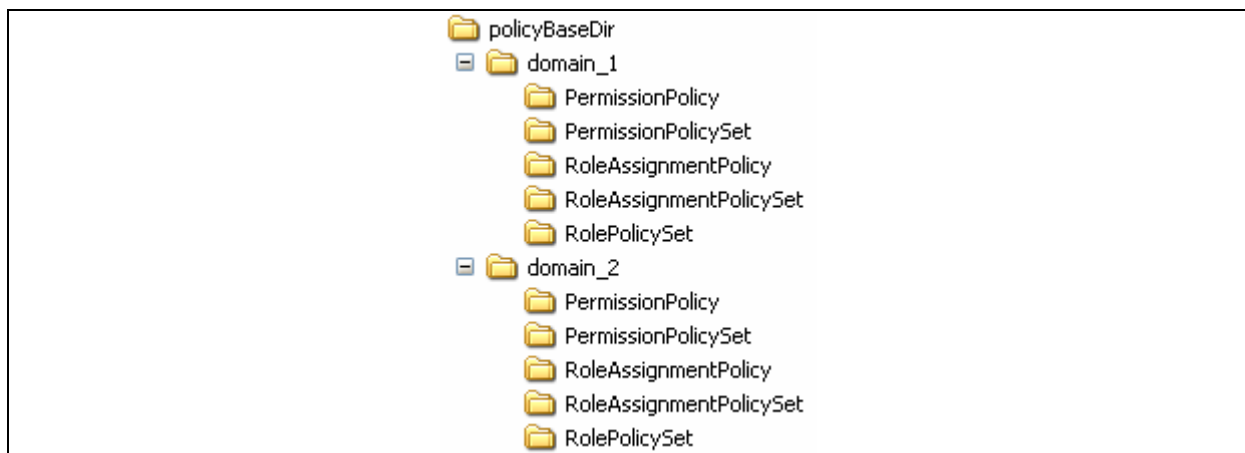 policyBaseDir
domain_1
PermissionPolicy
PermissionPolicySet
RoleAssignmentPolicy
RoleAssignmentPolicySet
RolePolicySet
domain_2
PermissionPolicy
PermissionPolicySet
RoleAssignmentPolicy
RoleAssignmentPolicySet
RolePolicySet